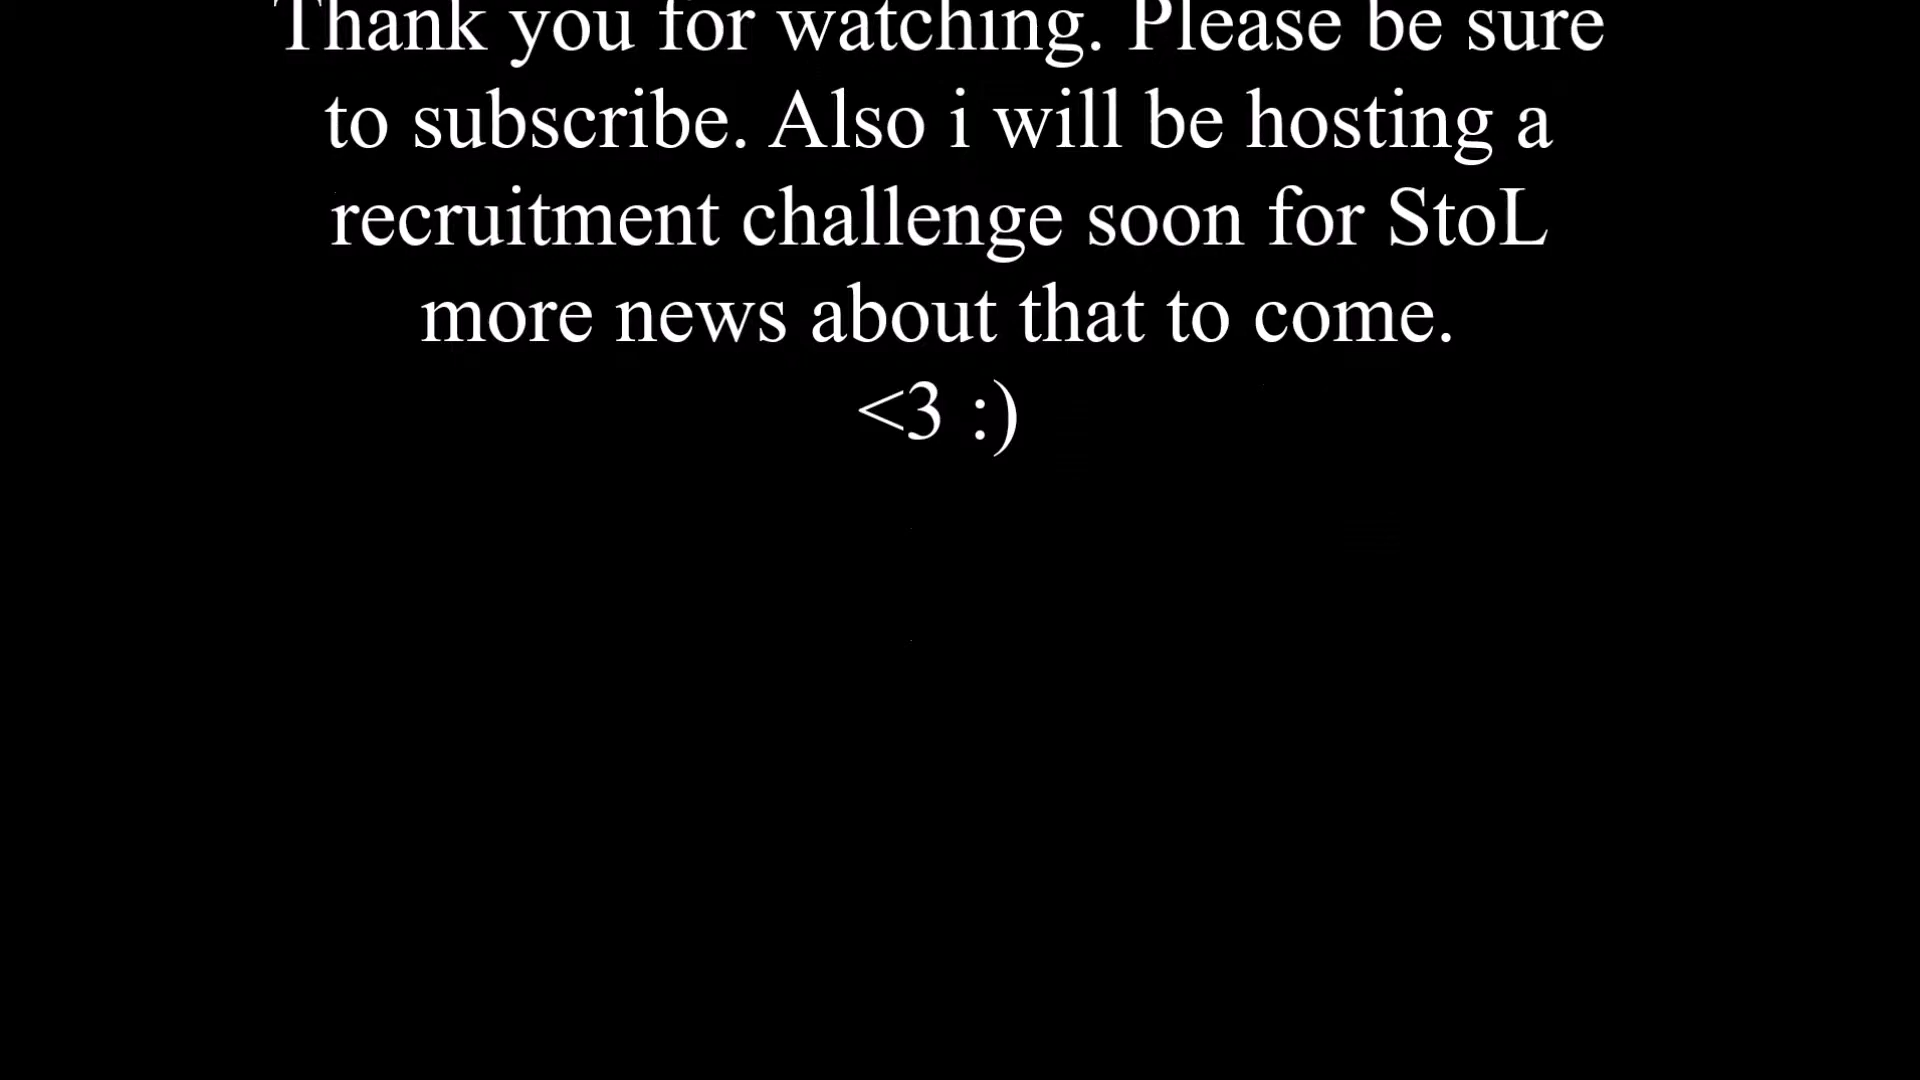 Thank you for watching. Please be sure
to subscribe. Also i will be hosting a
recruitment challenge soon for StoL
more news about that to come.
<3 :)